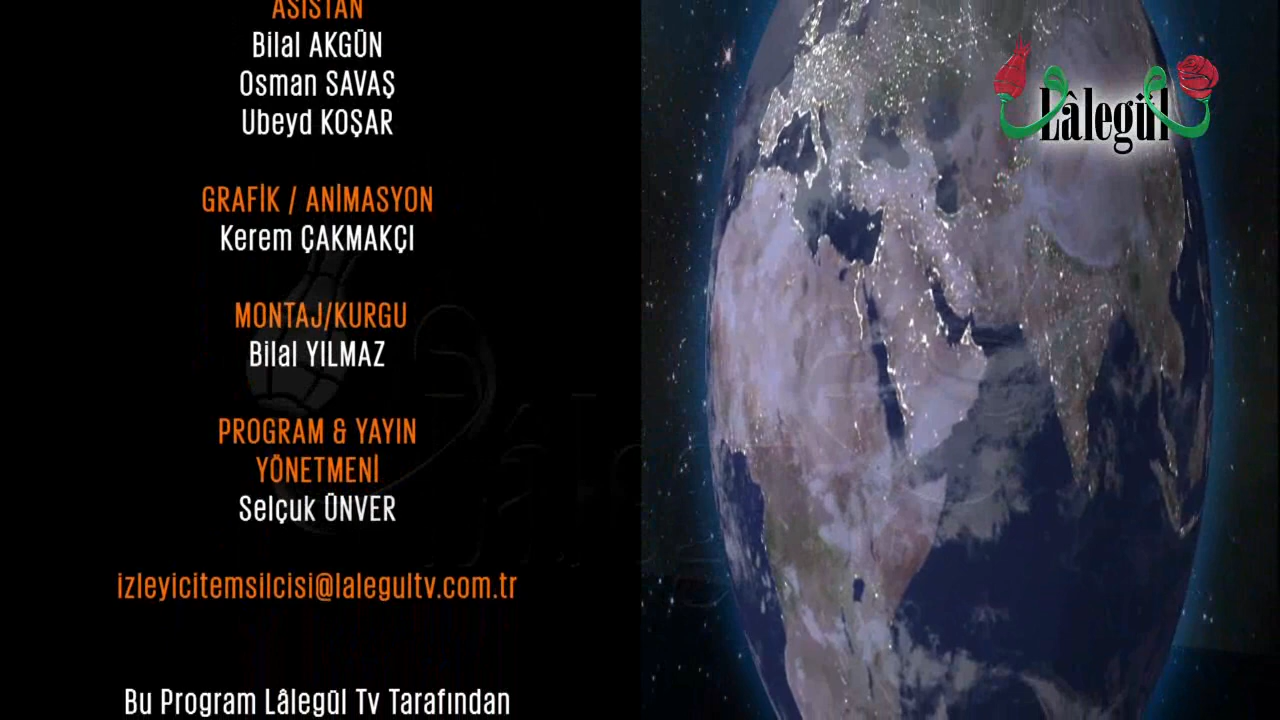 ASİSTAN
Bilal AKGÜN
Osman SAVAŞ
Ubeyd KOŞAR
GRAFİK / ANİMASYON
Kerem ÇAKMAKÇI
MONTAJ/KURGU
Bilal YILMAZ
PROGRAM & YAYIN
YÖNETMENİ
Selçuk ÜNVER
izleyicitemsilcisi@lalegultv.com.tr
Bu Program Lâlegül Tv Tarafından
Lâlegül